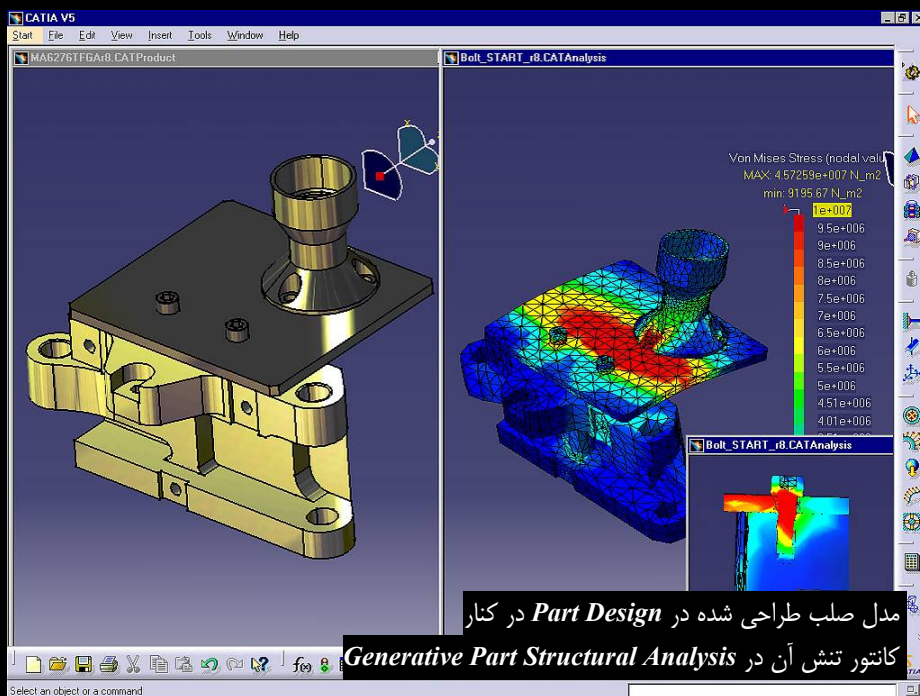 CATIA V5
Start File Edit View Insert Tools Window Help
MA6276TFGAr8.CATProduct
Bolt_START_r8.CATAnalysis
Von Mises Stress (nodal valu
MAX: 4.57259e+007 N_m2
min: 9195.67 N_m2
1e+007
9.5e+006
9e+006
8.5e+006
8e+006
7.5e+006
7e+006
6.5e+006
6e+006
5.5e+006
5e+006
4.51e+006
4.01e+006
Bolt_START_r8.CATAnalysis
مدل صلب طراحی شده در Part Design در کنار
کانتور تنش آن در Generative Part Structural Analysis
f(x)
Select an object or a command